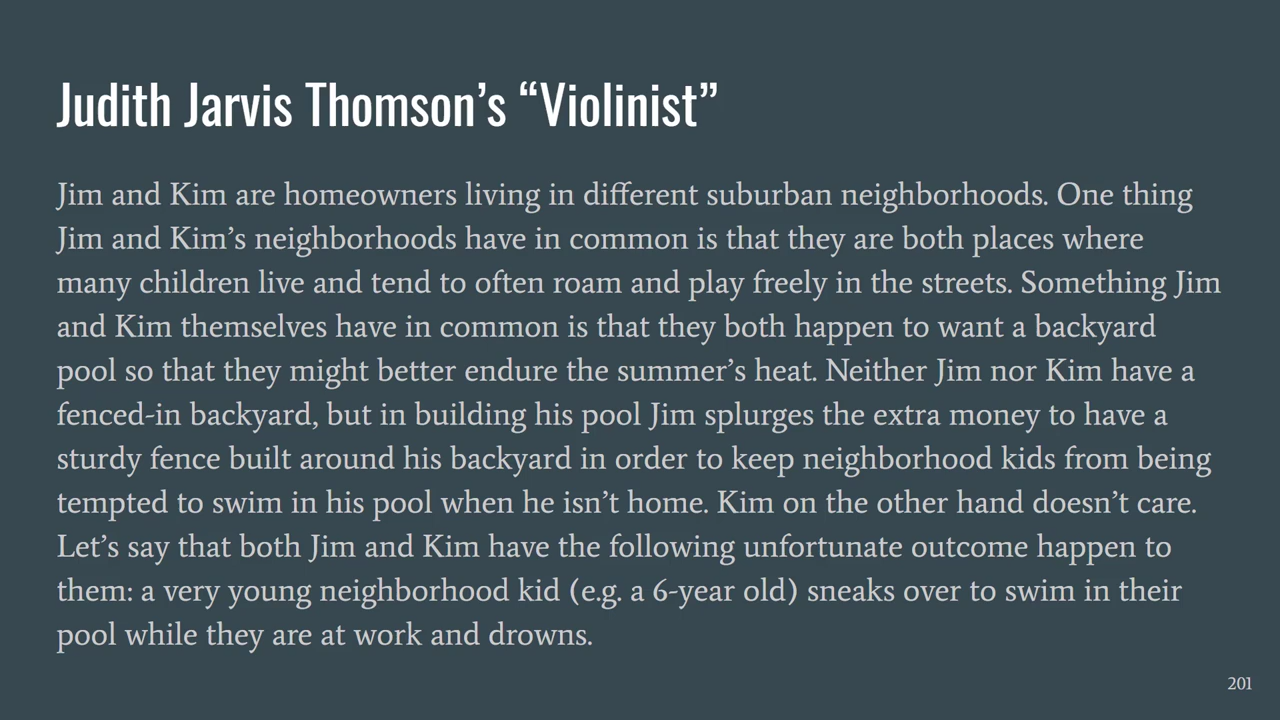 Judith Jarvis Thomson’s “Violinist”
Jim and Kim are homeowners living in different suburban neighborhoods. One thing
Jim and Kim’s neighborhoods have in common is that they are both places where
many children live and tend to often roam and play freely in the streets. Something Jim
and Kim themselves have in common is that they both happen to want a backyard
pool so that they might better endure the summer’s heat. Neither Jim nor Kim have a
fenced-in backyard, but in building his pool Jim splurges the extra money to have a
sturdy fence built around his backyard in order to keep neighborhood kids from being
tempted to swim in his pool when he isn’t home. Kim on the other hand doesn’t care.
Let’s say that both Jim and Kim have the following unfortunate outcome happen to
them: a very young neighborhood kid (e.g. a 6-year old) sneaks over to swim in their
pool while they are at work and drowns.
201